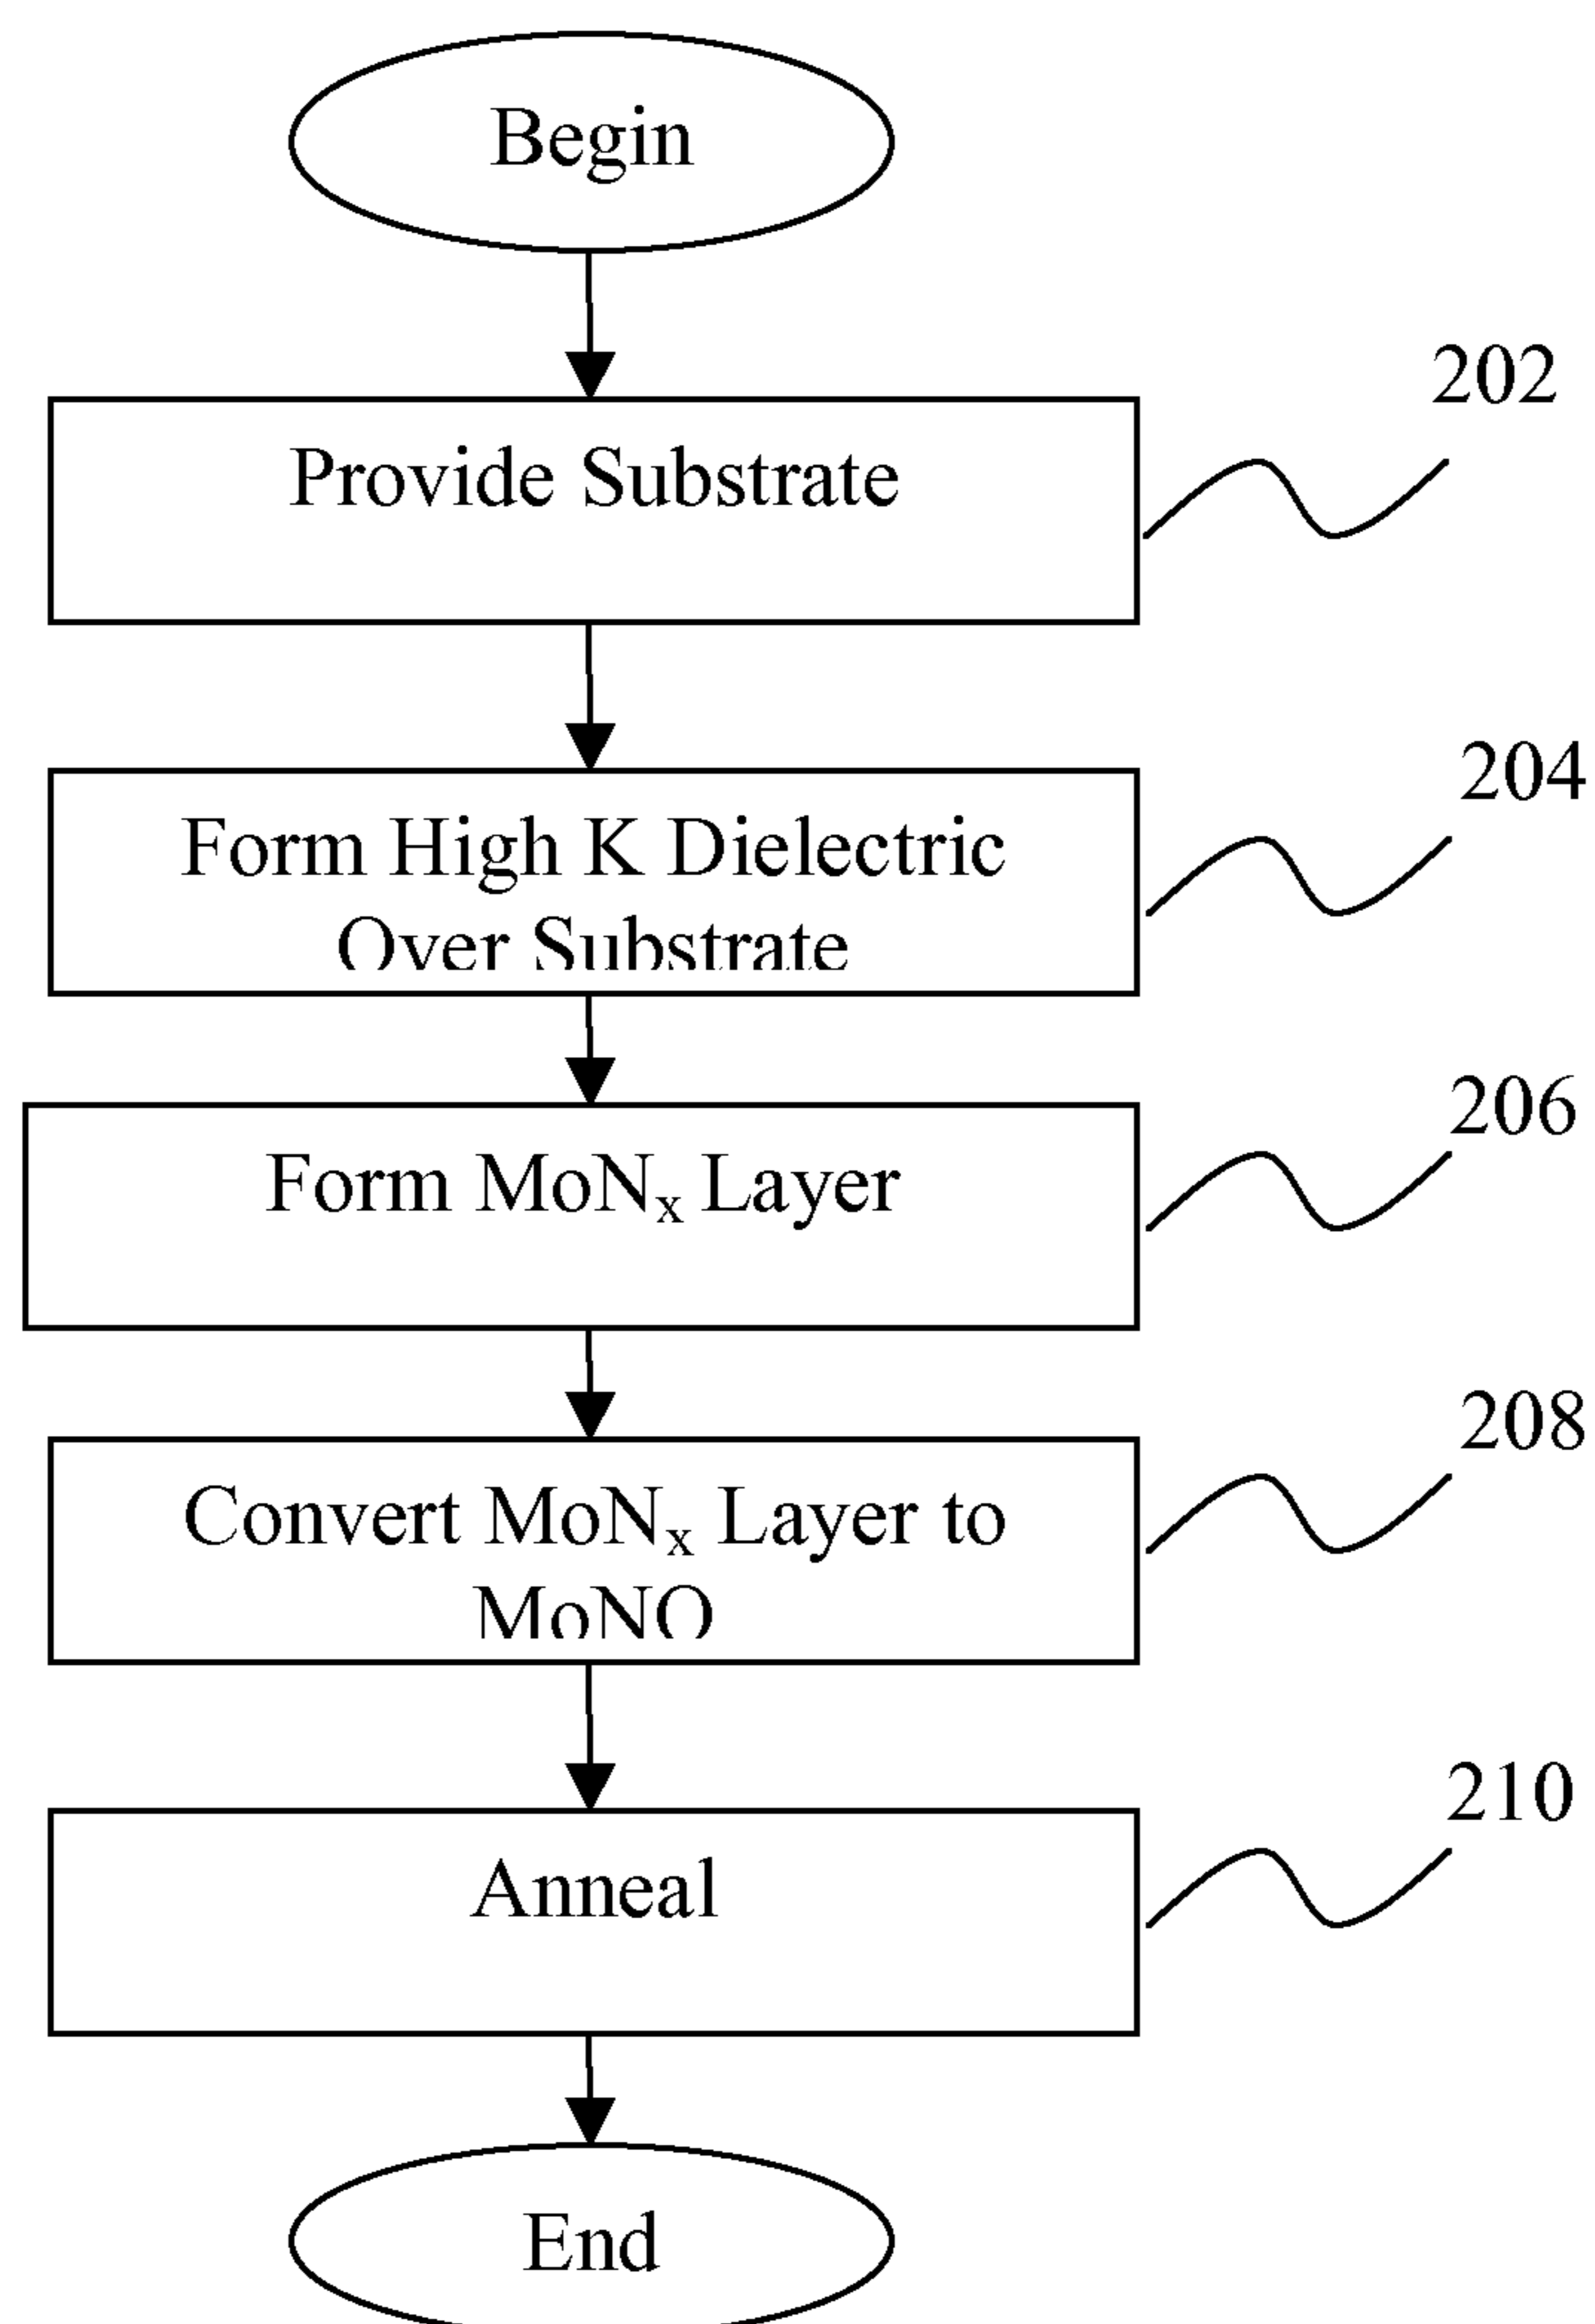 Begin
202
Provide Substrate
204
Form High K Dielectric
Over Substrate
206
Form MoNₓ Layer
208
Convert MoNₓ Layer to
MoNO
210
Anneal
End